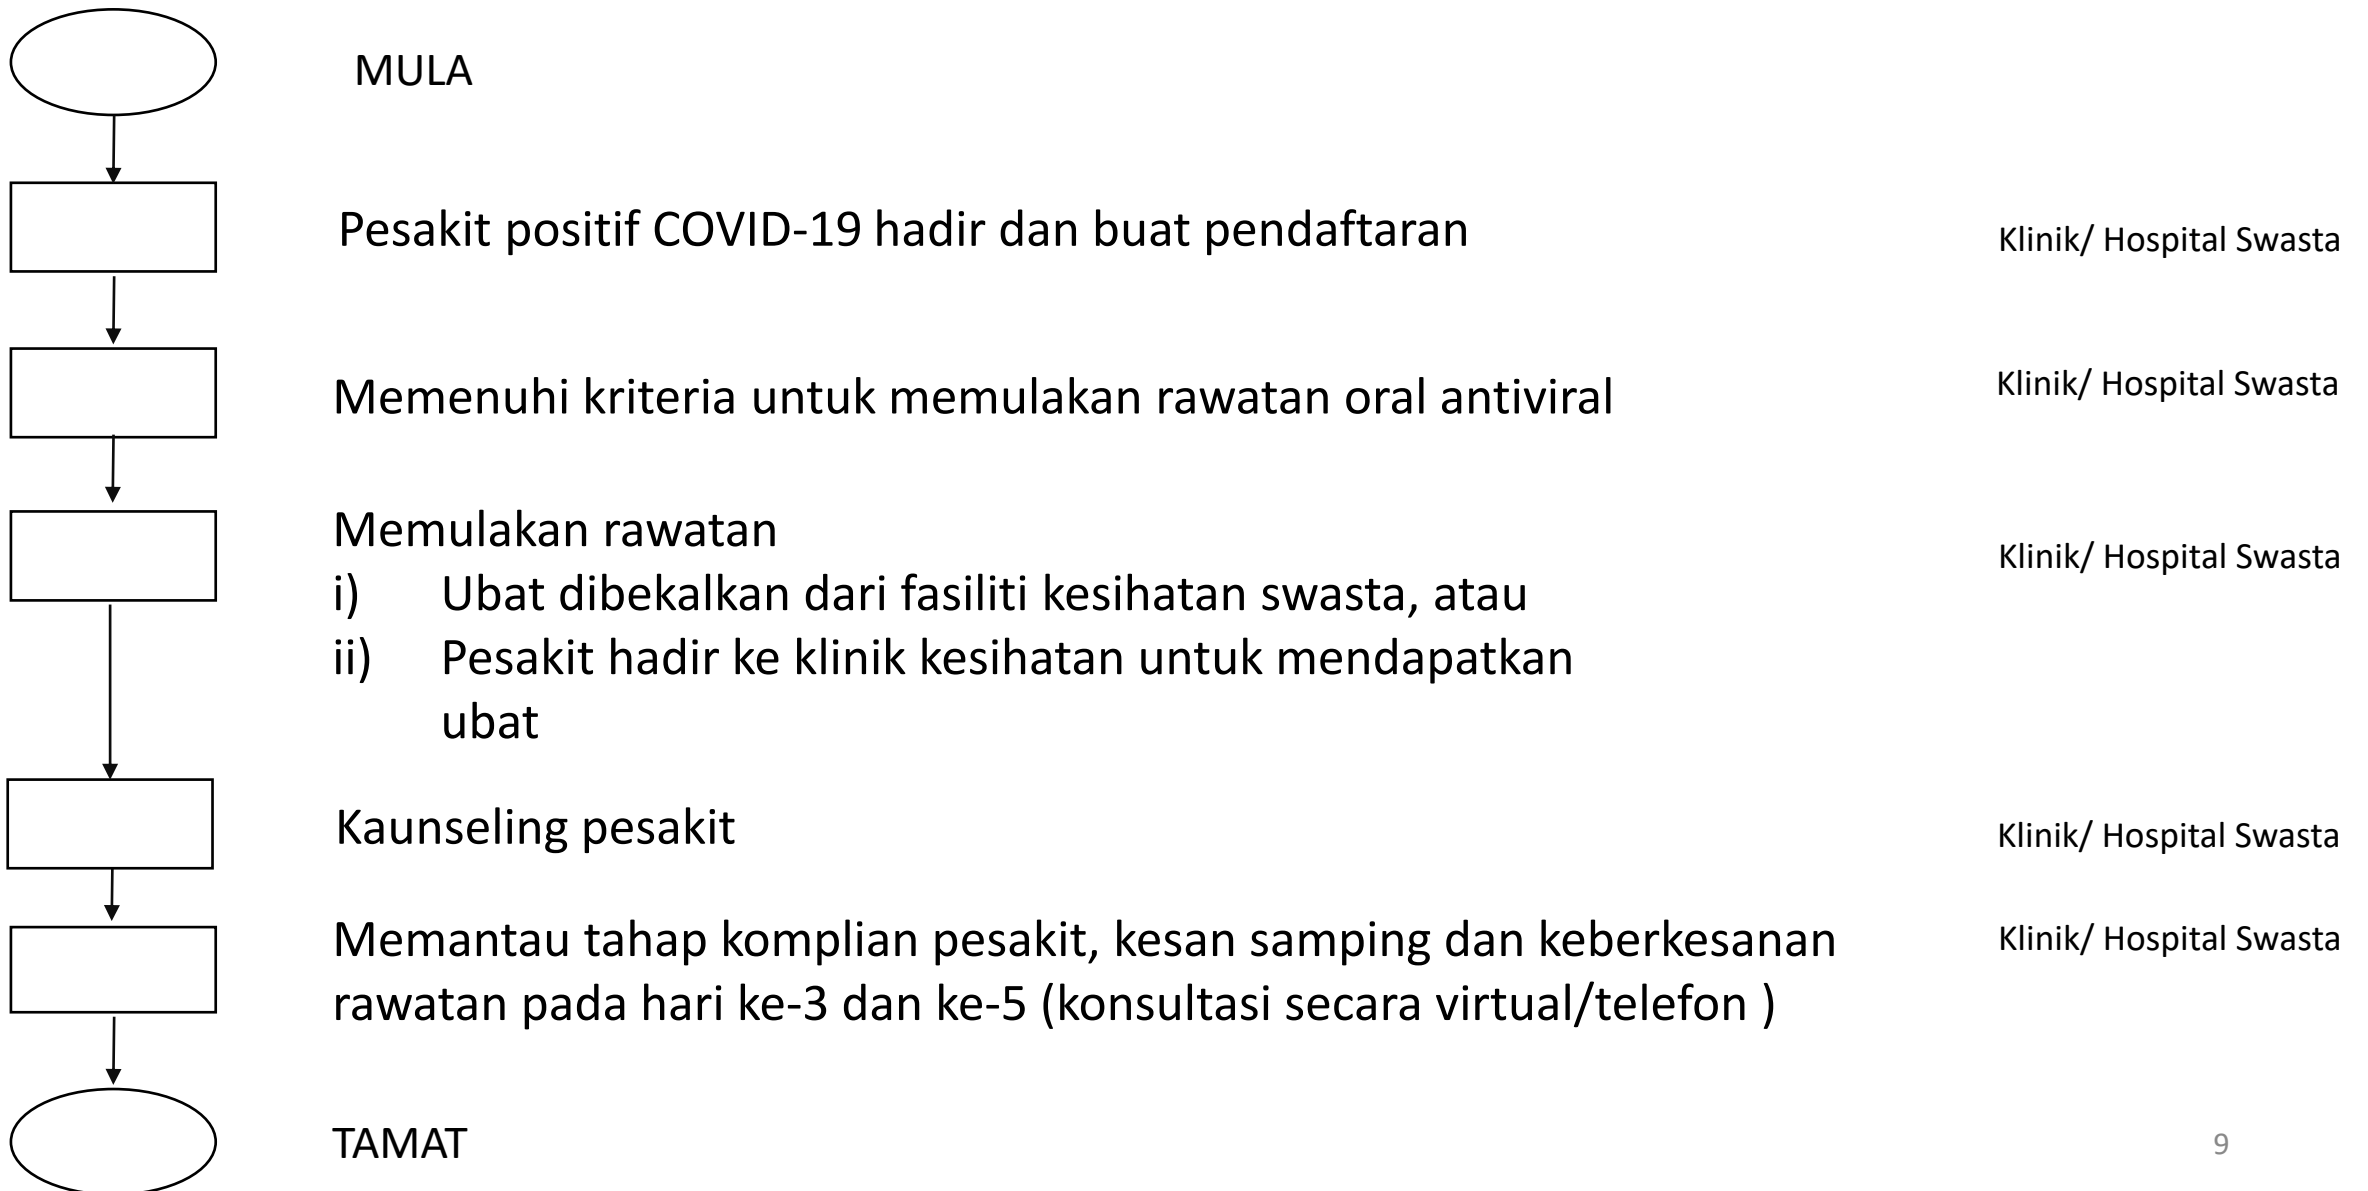 MULA
Pesakit positif COVID-19 hadir dan buat pendaftaran
Klinik/ Hospital Swasta
Memenuhi kriteria untuk memulakan rawatan oral antiviral
Klinik/ Hospital Swasta
Memulakan rawatan
i) Ubat dibekalkan dari fasiliti kesihatan swasta, atau
ii) Pesakit hadir ke klinik kesihatan untuk mendapatkan
ubat
Klinik/ Hospital Swasta
Kaunseling pesakit
Klinik/ Hospital Swasta
Memantau tahap komplian pesakit, kesan samping dan keberkesanan
rawatan pada hari ke-3 dan ke-5 (konsultasi secara virtual/telefon )
Klinik/ Hospital Swasta
TAMAT
9